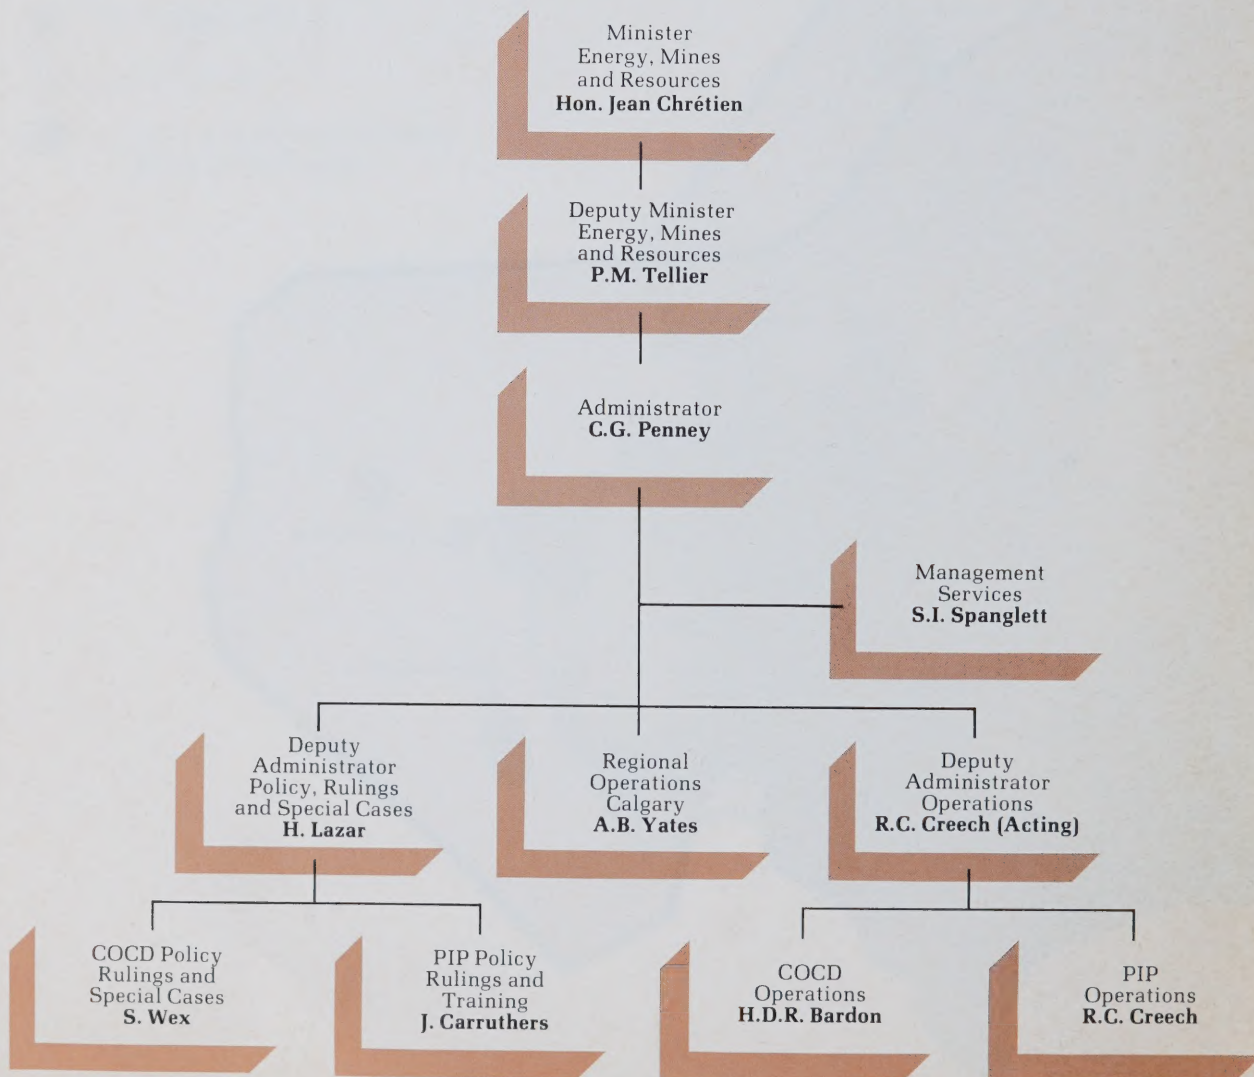 Minister
Energy, Mines
and Resources
Hon. Jean Chrétien
Deputy Minister
Energy, Mines
and Resources
P.M. Tellier
Administrator
C.G. Penney
Management
Services
S.I. Spanglett
Deputy
Administrator
Policy, Rulings
and Special Cases
H. Lazar
Regional
Operations
Calgary
A.B. Yates
Deputy
Administrator
Operations
R.C. Creech (Acting)
COCD Policy
Rulings and
Special Cases
S. Wex
PIP Policy
Rulings and
Training
J. Carruthers
COCD
Operations
H.D.R. Bardon
PIP
Operations
R.C. Creech